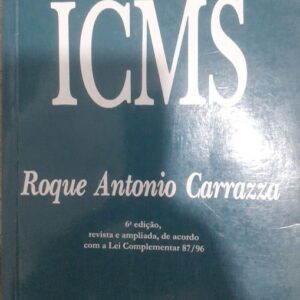 ICMS
Roque Antonio Carrazza
6ª edição,
revista e ampliada, de acordo
com a Lei Complementar 87/96